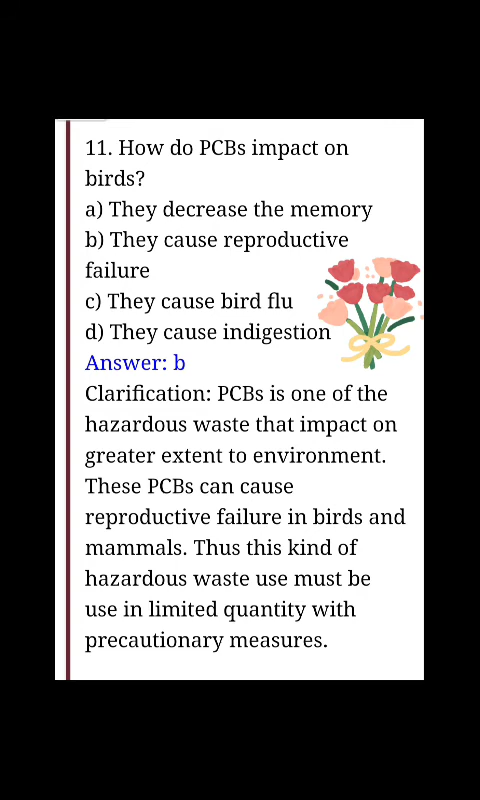 11. How do PCBs impact on
birds?
a) They decrease the memory
b) They cause reproductive
failure
c) They cause bird flu
d) They cause indigestion
Answer: b
Clarification: PCBs is one of the
hazardous waste that impact on
greater extent to environment.
These PCBs can cause
reproductive failure in birds and
mammals. Thus this kind of
hazardous waste use must be
use in limited quantity with
precautionary measures.